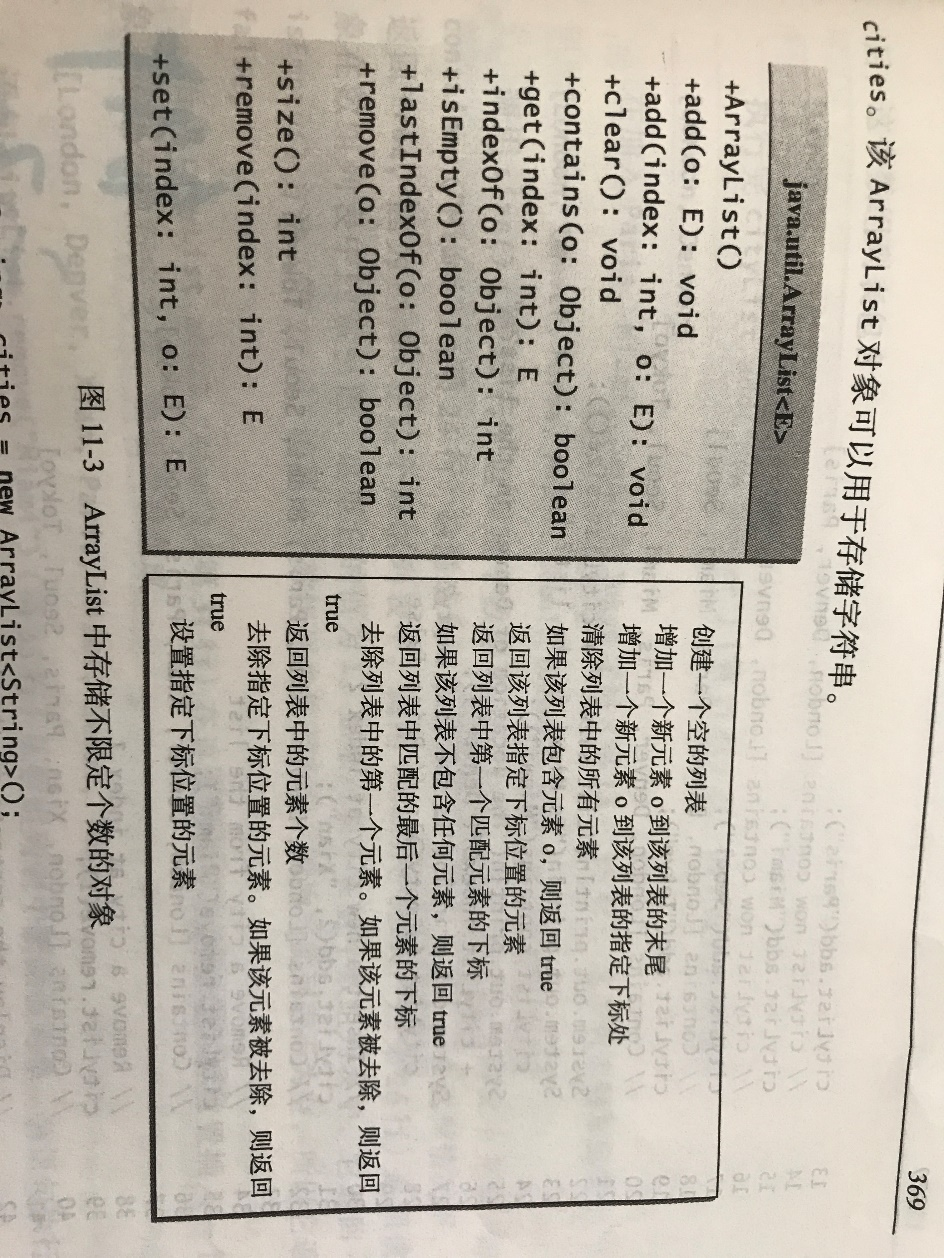 369
cities。该 ArrayList 对象可以用于存储字符串。
java.util.ArrayList<E>
+ArrayList()
+add(o: E): void
+add(index: int, o: E): void
+clear(): void
+contains(o: Object): boolean
+get(index: int): E
+indexOf(o: Object): int
+isEmpty(): boolean
+lastIndexOf(o: Object): int
+remove(o: Object): boolean
+size(): int
+remove(index: int): E
+set(index: int, o: E): E
创建一个空的列表
增加一个新元素 o 到该列表的末尾
增加一个新元素 o 到该列表的指定下标处
清除列表中的所有元素
如果该列表包含元素 o，则返回 true
返回该列表指定下标位置的元素
返回列表中第一个匹配元素的下标
如果该列表不包含任何元素，则返回 true
返回列表中匹配的最后一个元素的下标
去除列表中的第一个元素。如果该元素被去除，则返回
true
返回列表中的元素个数
去除指定下标位置的元素。如果该元素被去除，则返回
true
设置指定下标位置的元素
图 11-3 ArrayList 中存储不限定个数的对象
cities = new ArrayList<String>();